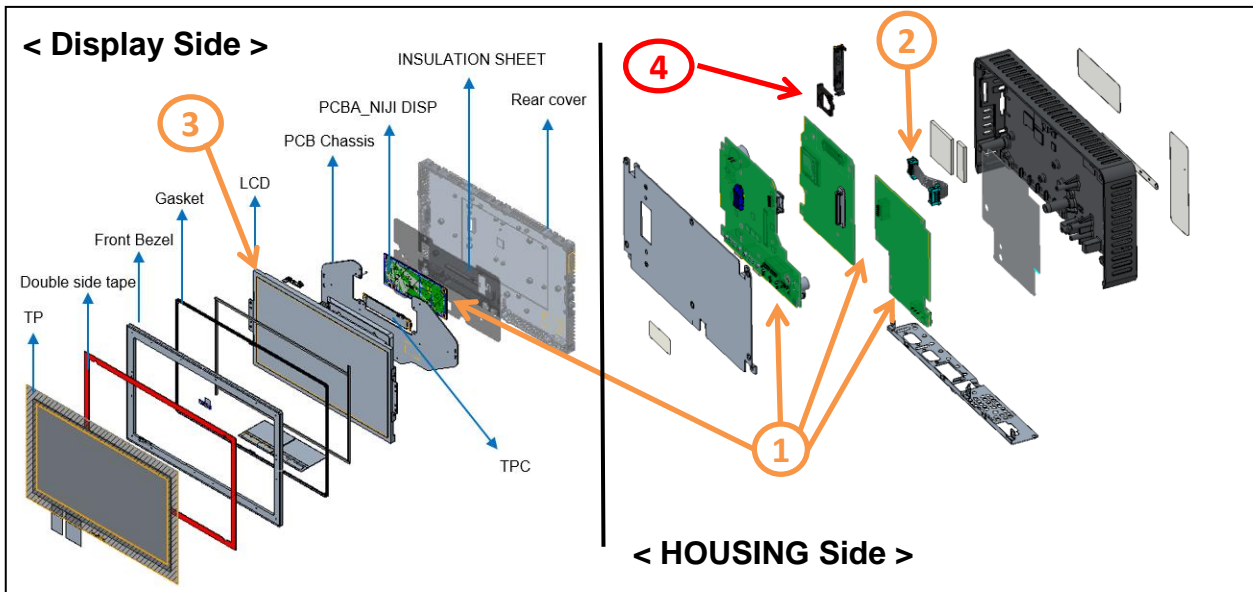 < Display Side >
INSULATION SHEET
PCBA_NIJI DISP
Rear cover
PCB Chassis
3
LCD
Gasket
Front Bezel
Double side tape
TP
TPC
4
2
1
< HOUSING Side >